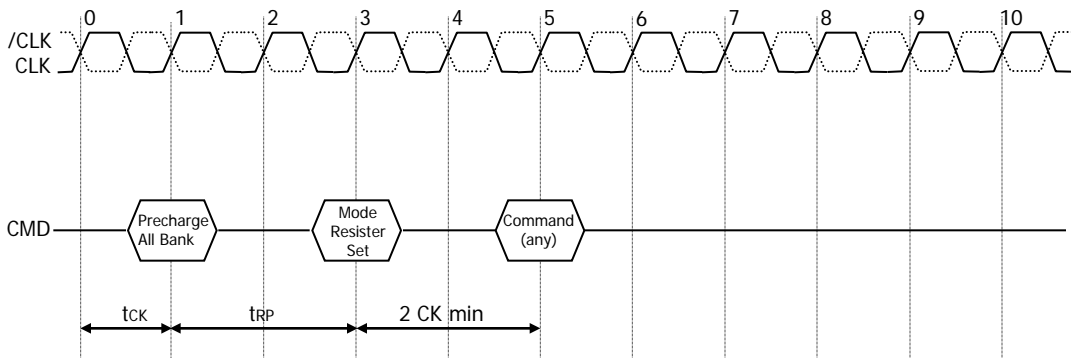 0 1 2 3 4 5 6 7 8 9 10
/CLK
CLK
CMD
Precharge
All Bank
Mode
Resister
Set
Command
(any)
tCK
tRP
2 CK min